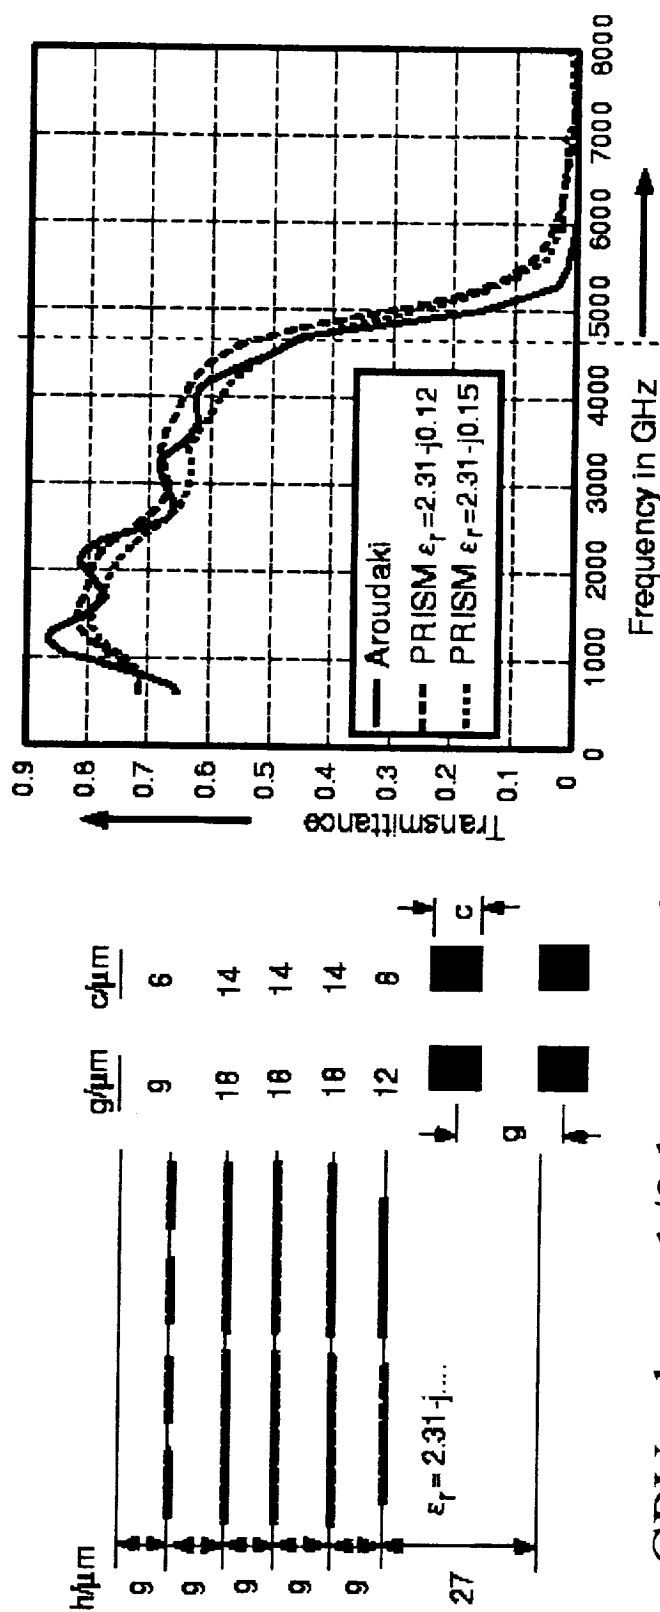 h/μm
g/μm c/μm
9
9 9 6
9 18 14
9 18 14
9 18 14
27 12 8
εr = 2.31-j....
g
c
Transmittance
0.9
0.8
0.7
0.6
0.5
0.4
0.3
0.2
0.1
0
Aroudaki
PRISM εr=2.31-j0.12
PRISM εr=2.31-j0.15
0 1000 2000 3000 4000 5000 6000 7000 8000
Frequency in GHz